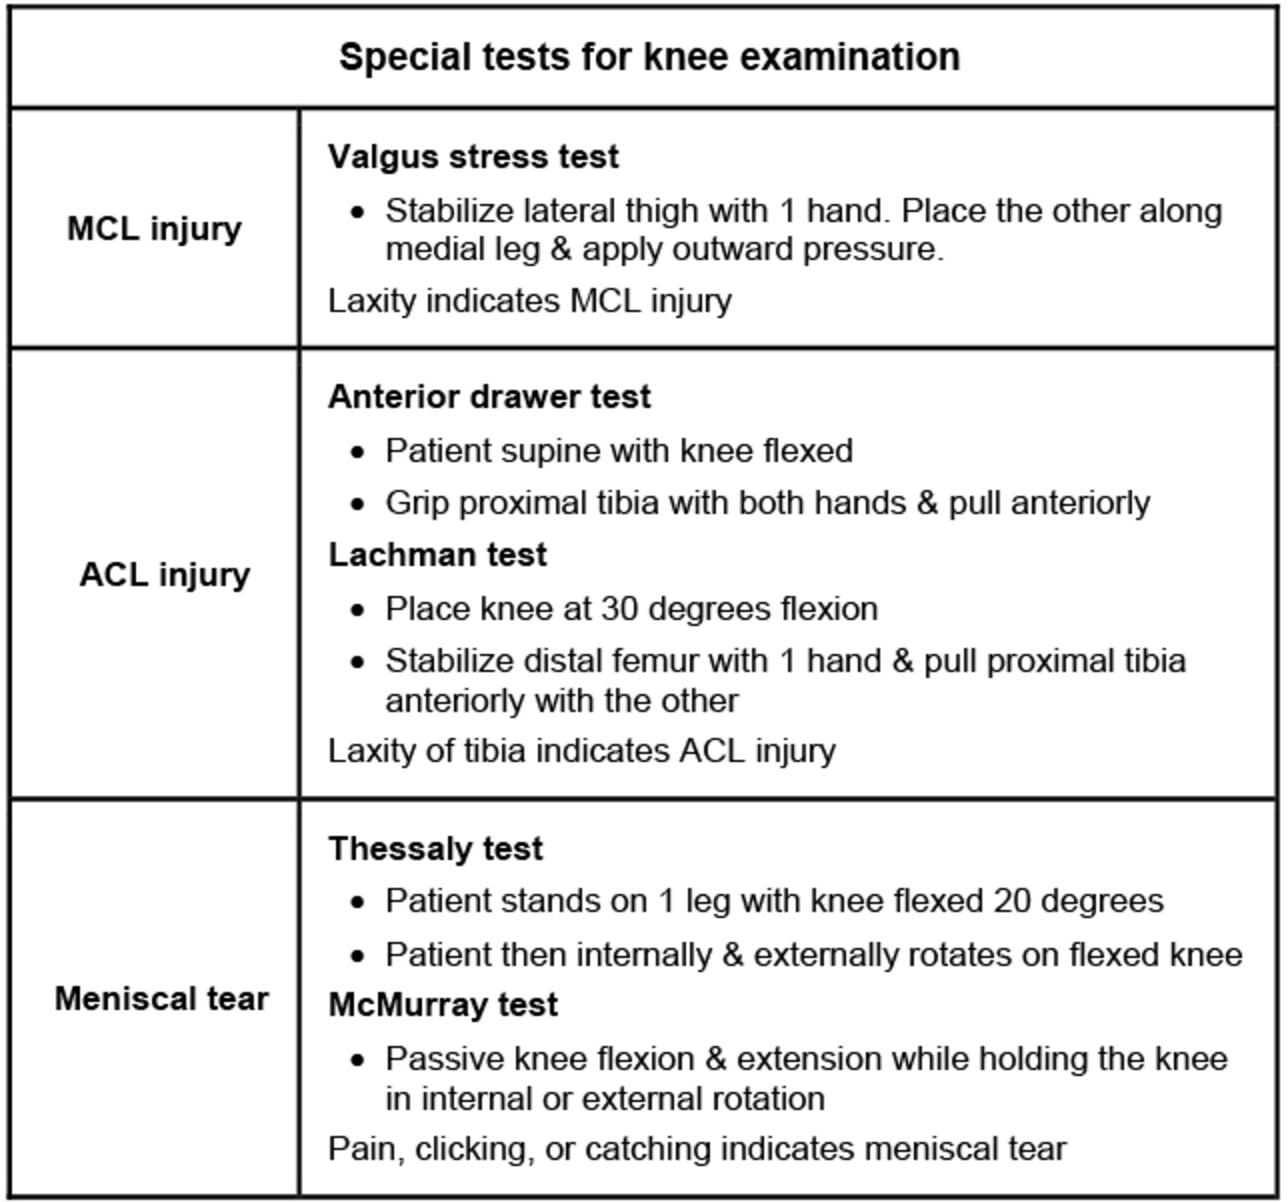 Special tests for knee examination
MCL injury
Valgus stress test
• Stabilize lateral thigh with 1 hand. Place the other along
medial leg & apply outward pressure.
Laxity indicates MCL injury
ACL injury
Anterior drawer test
• Patient supine with knee flexed
• Grip proximal tibia with both hands & pull anteriorly
Lachman test
• Place knee at 30 degrees flexion
• Stabilize distal femur with 1 hand & pull proximal tibia
anteriorly with the other
Laxity of tibia indicates ACL injury
Meniscal tear
Thessaly test
• Patient stands on 1 leg with knee flexed 20 degrees
• Patient then internally & externally rotates on flexed knee
McMurray test
• Passive knee flexion & extension while holding the knee
in internal or external rotation
Pain, clicking, or catching indicates meniscal tear